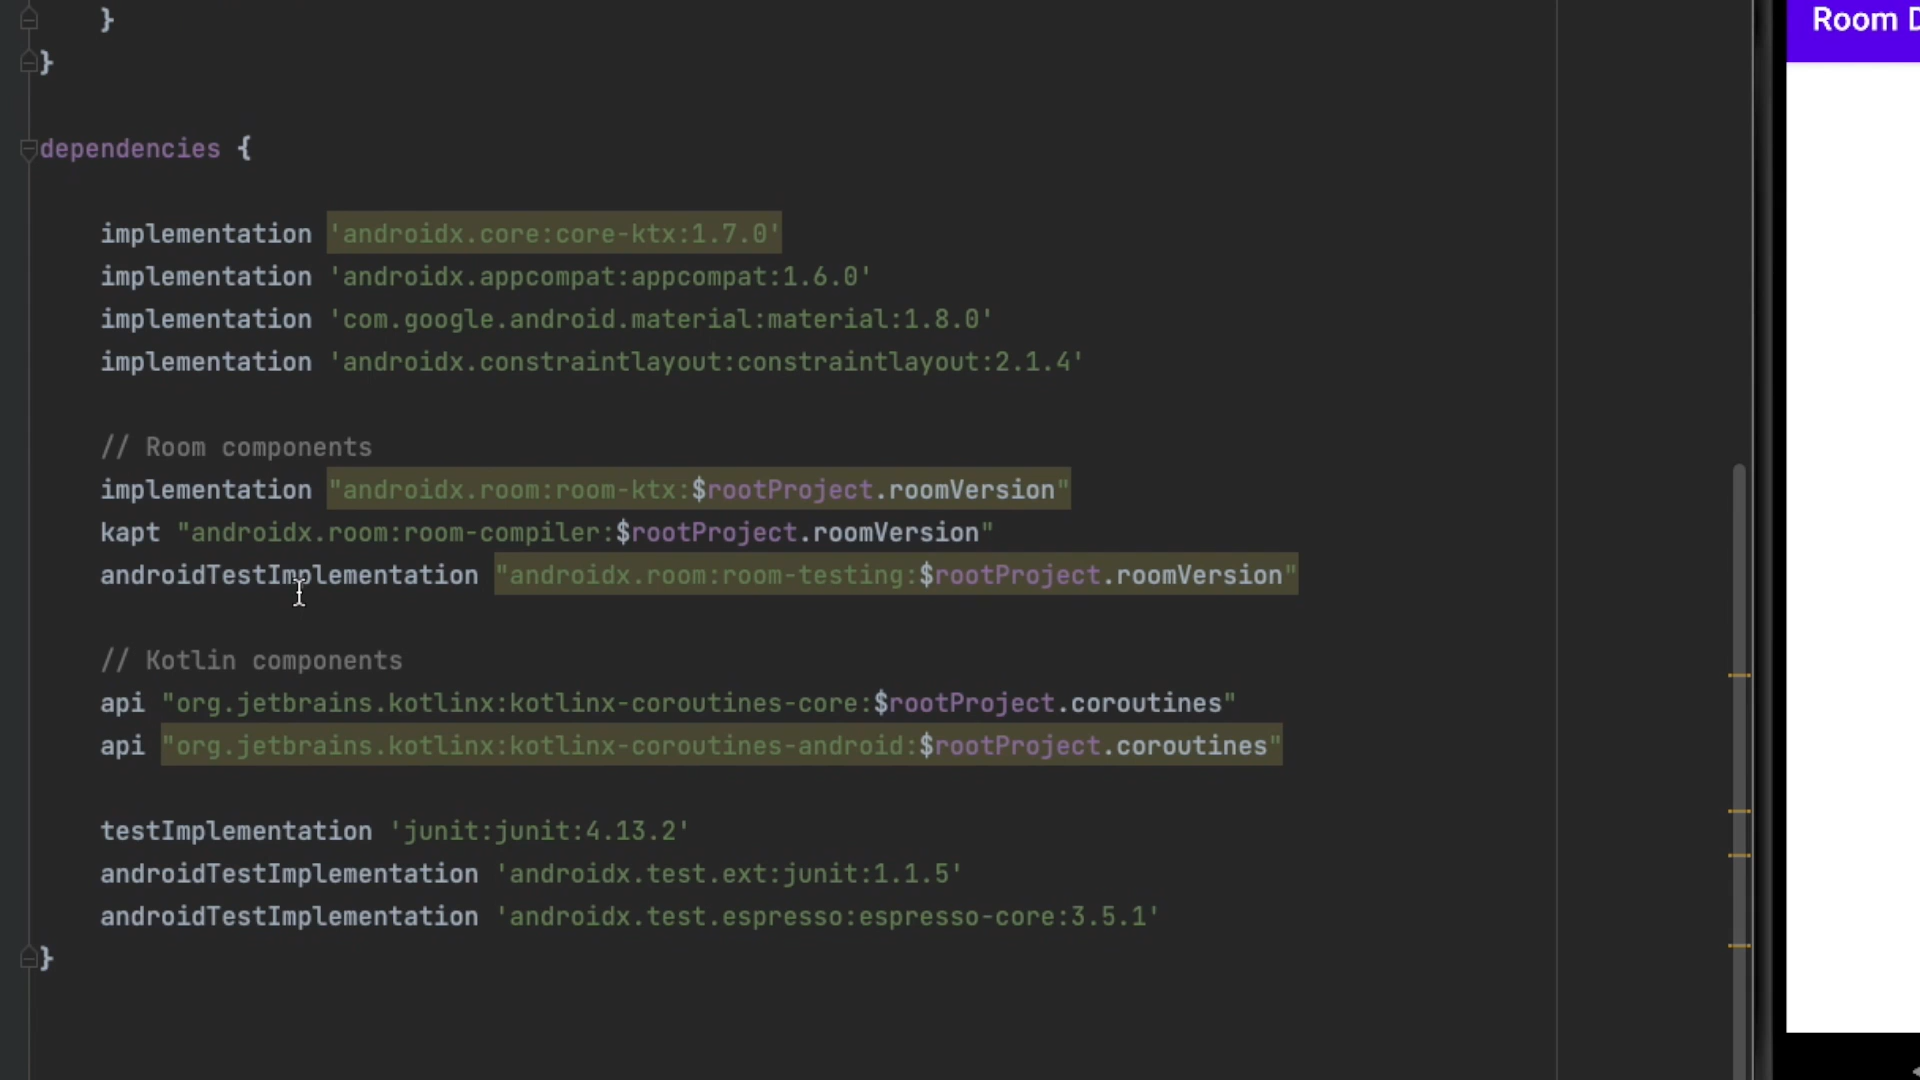 }
}
dependencies {
implementation 'androidx.core:core-ktx:1.7.0'
implementation 'androidx.appcompat:appcompat:1.6.0'
implementation 'com.google.android.material:material:1.8.0'
implementation 'androidx.constraintlayout:constraintlayout:2.1.4'
// Room components
implementation "androidx.room:room-ktx:$rootProject.roomVersion"
kapt "androidx.room:room-compiler:$rootProject.roomVersion"
androidTestImplementation "androidx.room:room-testing:$rootProject.roomVersion"
// Kotlin components
api "org.jetbrains.kotlinx:kotlinx-coroutines-core:$rootProject.coroutines"
api "org.jetbrains.kotlinx:kotlinx-coroutines-android:$rootProject.coroutines"
testImplementation 'junit:junit:4.13.2'
androidTestImplementation 'androidx.test.ext:junit:1.1.5'
androidTestImplementation 'androidx.test.espresso:espresso-core:3.5.1'
}
Room